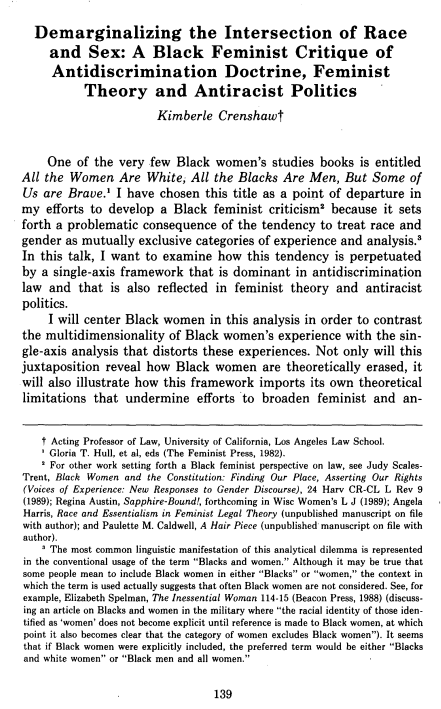 Demarginalizing the Intersection of Race
and Sex: A Black Feminist Critique of
Antidiscrimination Doctrine, Feminist
Theory and Antiracist Politics
Kimberle Crenshaw†
One of the very few Black women's studies books is entitled
All the Women Are White, All the Blacks Are Men, But Some of
Us are Brave.¹ I have chosen this title as a point of departure in
my efforts to develop a Black feminist criticism² because it sets
forth a problematic consequence of the tendency to treat race and
gender as mutually exclusive categories of experience and analysis.³
In this talk, I want to examine how this tendency is perpetuated
by a single-axis framework that is dominant in antidiscrimination
law and that is also reflected in feminist theory and antiracist
politics.
I will center Black women in this analysis in order to contrast
the multidimensionality of Black women's experience with the sin-
gle-axis analysis that distorts these experiences. Not only will this
juxtaposition reveal how Black women are theoretically erased, it
will also illustrate how this framework imports its own theoretical
limitations that undermine efforts to broaden feminist and an-
† Acting Professor of Law, University of California, Los Angeles Law School.
¹ Gloria T. Hull, et al, eds (The Feminist Press, 1982).
² For other work setting forth a Black feminist perspective on law, see Judy Scales-
Trent, Black Women and the Constitution: Finding Our Place, Asserting Our Rights
(Voices of Experience: New Responses to Gender Discourse), 24 Harv CR-CL L Rev 9
(1989); Regina Austin, Sapphire-Bound!, forthcoming in Wisc Women's L J (1989); Angela
Harris, Race and Essentialism in Feminist Legal Theory (unpublished manuscript on file
with author); and Paulette M. Caldwell, A Hair Piece (unpublished manuscript on file with
author).
³ The most common linguistic manifestation of this analytical dilemma is represented
in the conventional usage of the term "Blacks and women." Although it may be true that
some people mean to include Black women in either "Blacks" or "women," the context in
which the term is used actually suggests that often Black women are not considered. See, for
example, Elizabeth Spelman, The Inessential Woman 114-15 (Beacon Press, 1988) (discuss-
ing an article on Blacks and women in the military where "the racial identity of those iden-
tified as 'women' does not become explicit until reference is made to Black women, at which
point it also becomes clear that the category of women excludes Black women"). It seems
that if Black women were explicitly included, the preferred term would be either "Blacks
and white women" or "Black men and all women."
139